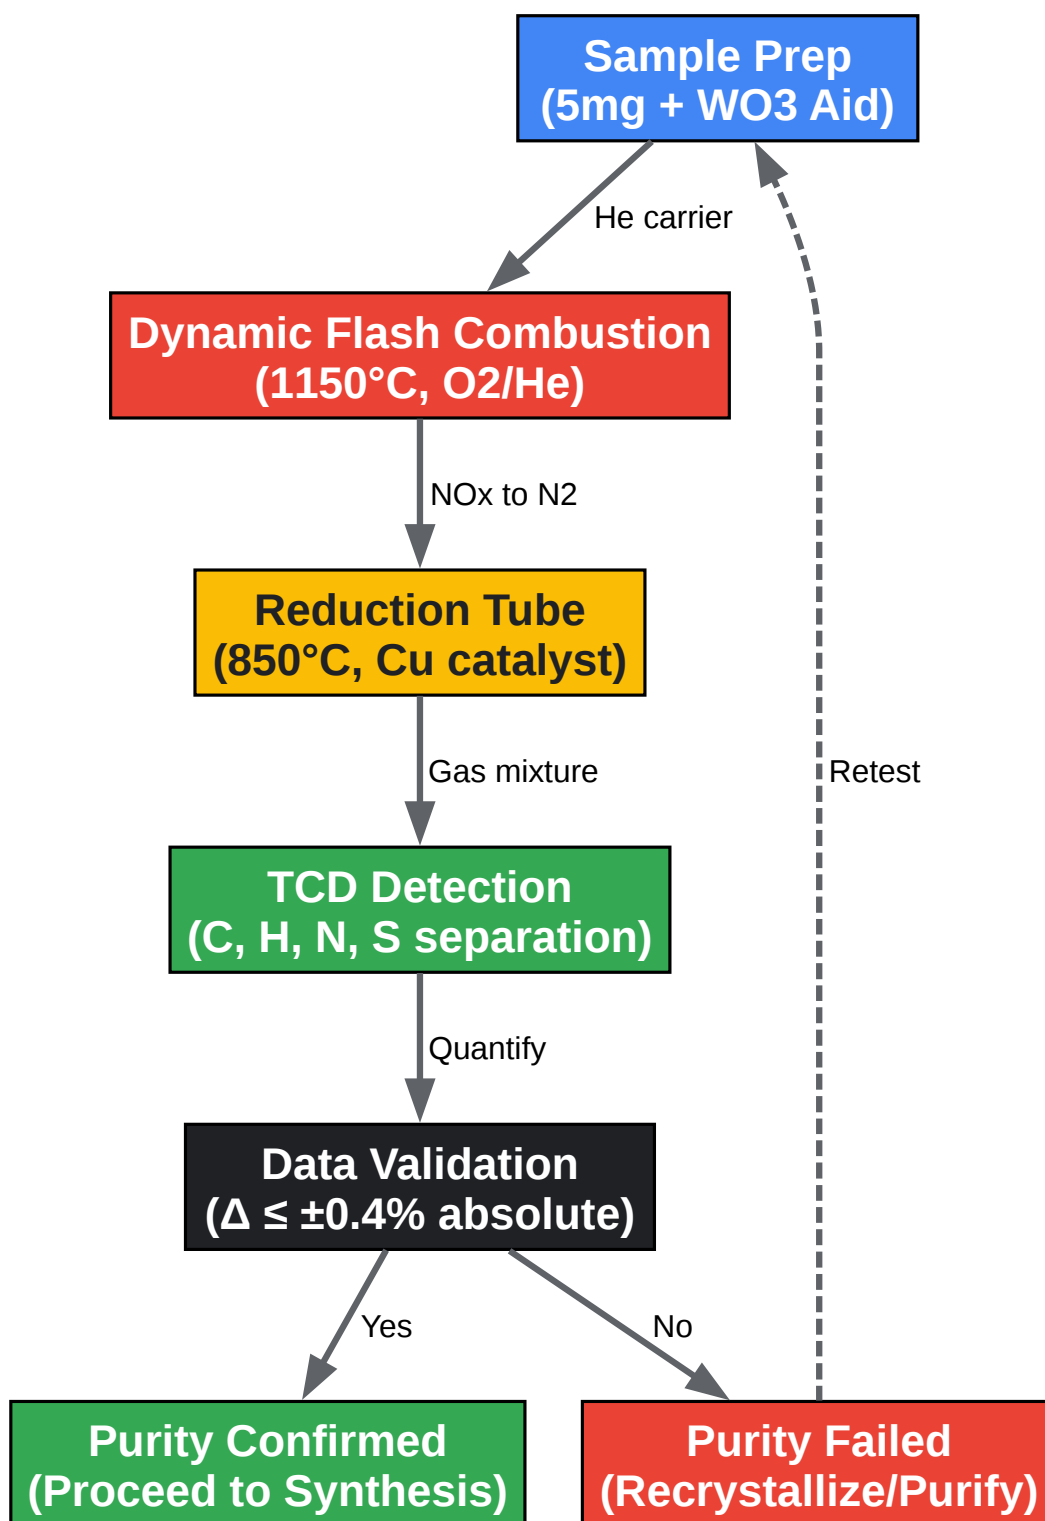 Sample Prep
(5mg + WO3 Aid)
He carrier
Dynamic Flash Combustion
(1150°C, O2/He)
NOx to N2
Reduction Tube
(850°C, Cu catalyst)
Gas mixture
Retest
TCD Detection
(C, H, N, S separation)
Quantify
Data Validation
(Δ ≤ ±0.4% absolute)
Yes
No
Purity Confirmed
(Proceed to Synthesis)
Purity Failed
(Recrystallize/Purify)